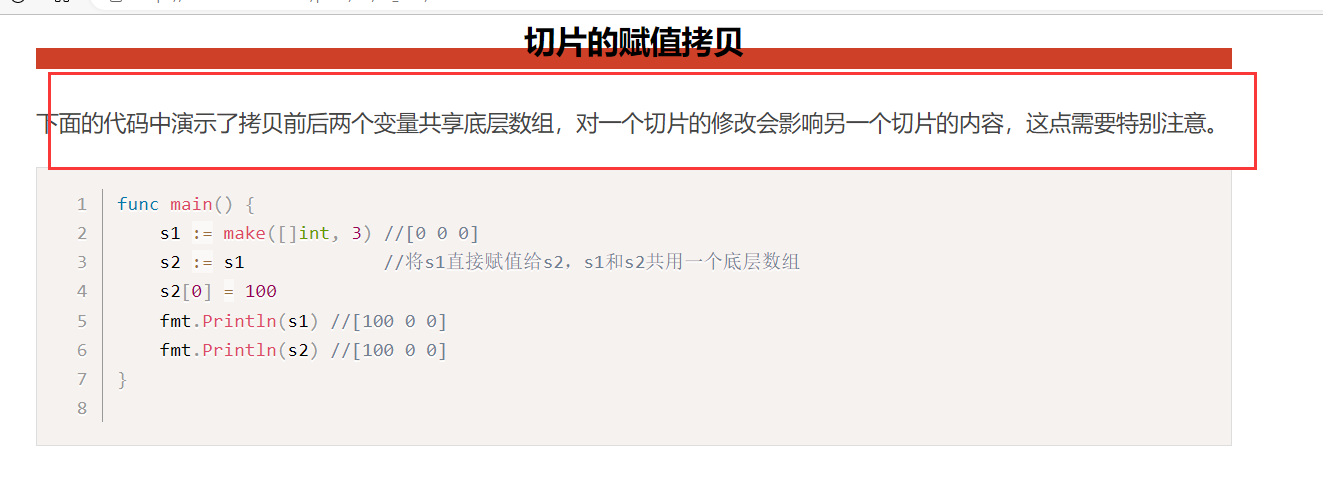 切片的赋值拷贝
下面的代码中演示了拷贝前后两个变量共享底层数组，对一个切片的修改会影响另一个切片的内容，这点需要特别注意。
1 func main() {
2 s1 := make([]int, 3) //[0 0 0]
3 s2 := s1 //将s1直接赋值给s2，s1和s2共用一个底层数组
4 s2[0] = 100
5 fmt.Println(s1) //[100 0 0]
6 fmt.Println(s2) //[100 0 0]
7 }
8